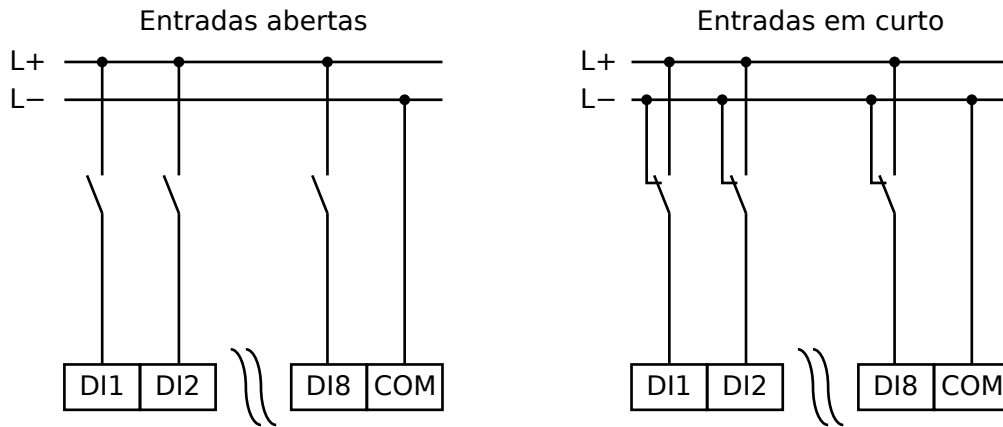 Entradas abertas
L+
L−
DI1 DI2 DI8 COM
Entradas em curto
L+
L−
DI1 DI2 DI8 COM